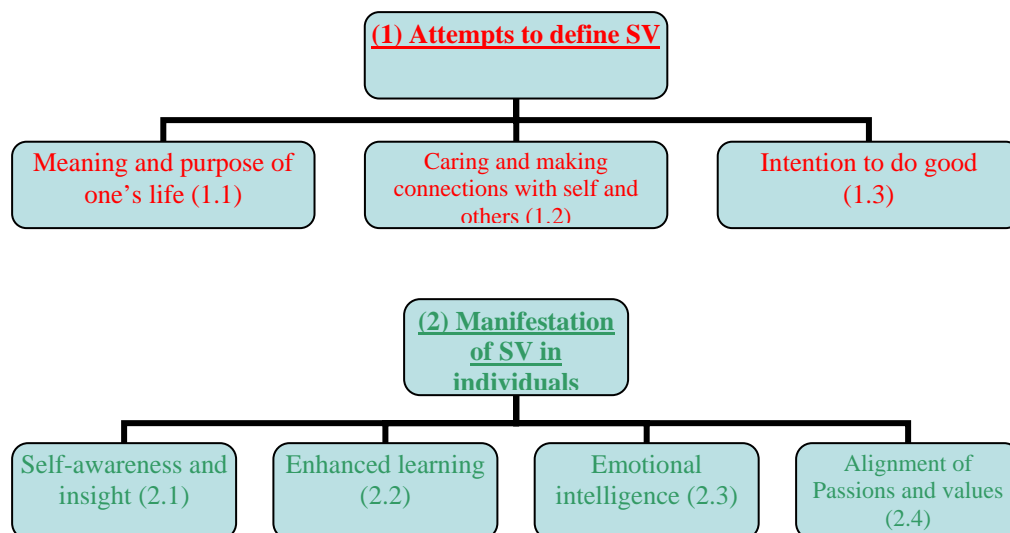 (1) Attempts to define SV
Meaning and purpose of
one’s life (1.1)
Caring and making
connections with self and
others (1.2)
Intention to do good
(1.3)
(2) Manifestation
of SV in
individuals
Self-awareness and
insight (2.1)
Enhanced learning
(2.2)
Emotional
intelligence (2.3)
Alignment of
Passions and values
(2.4)